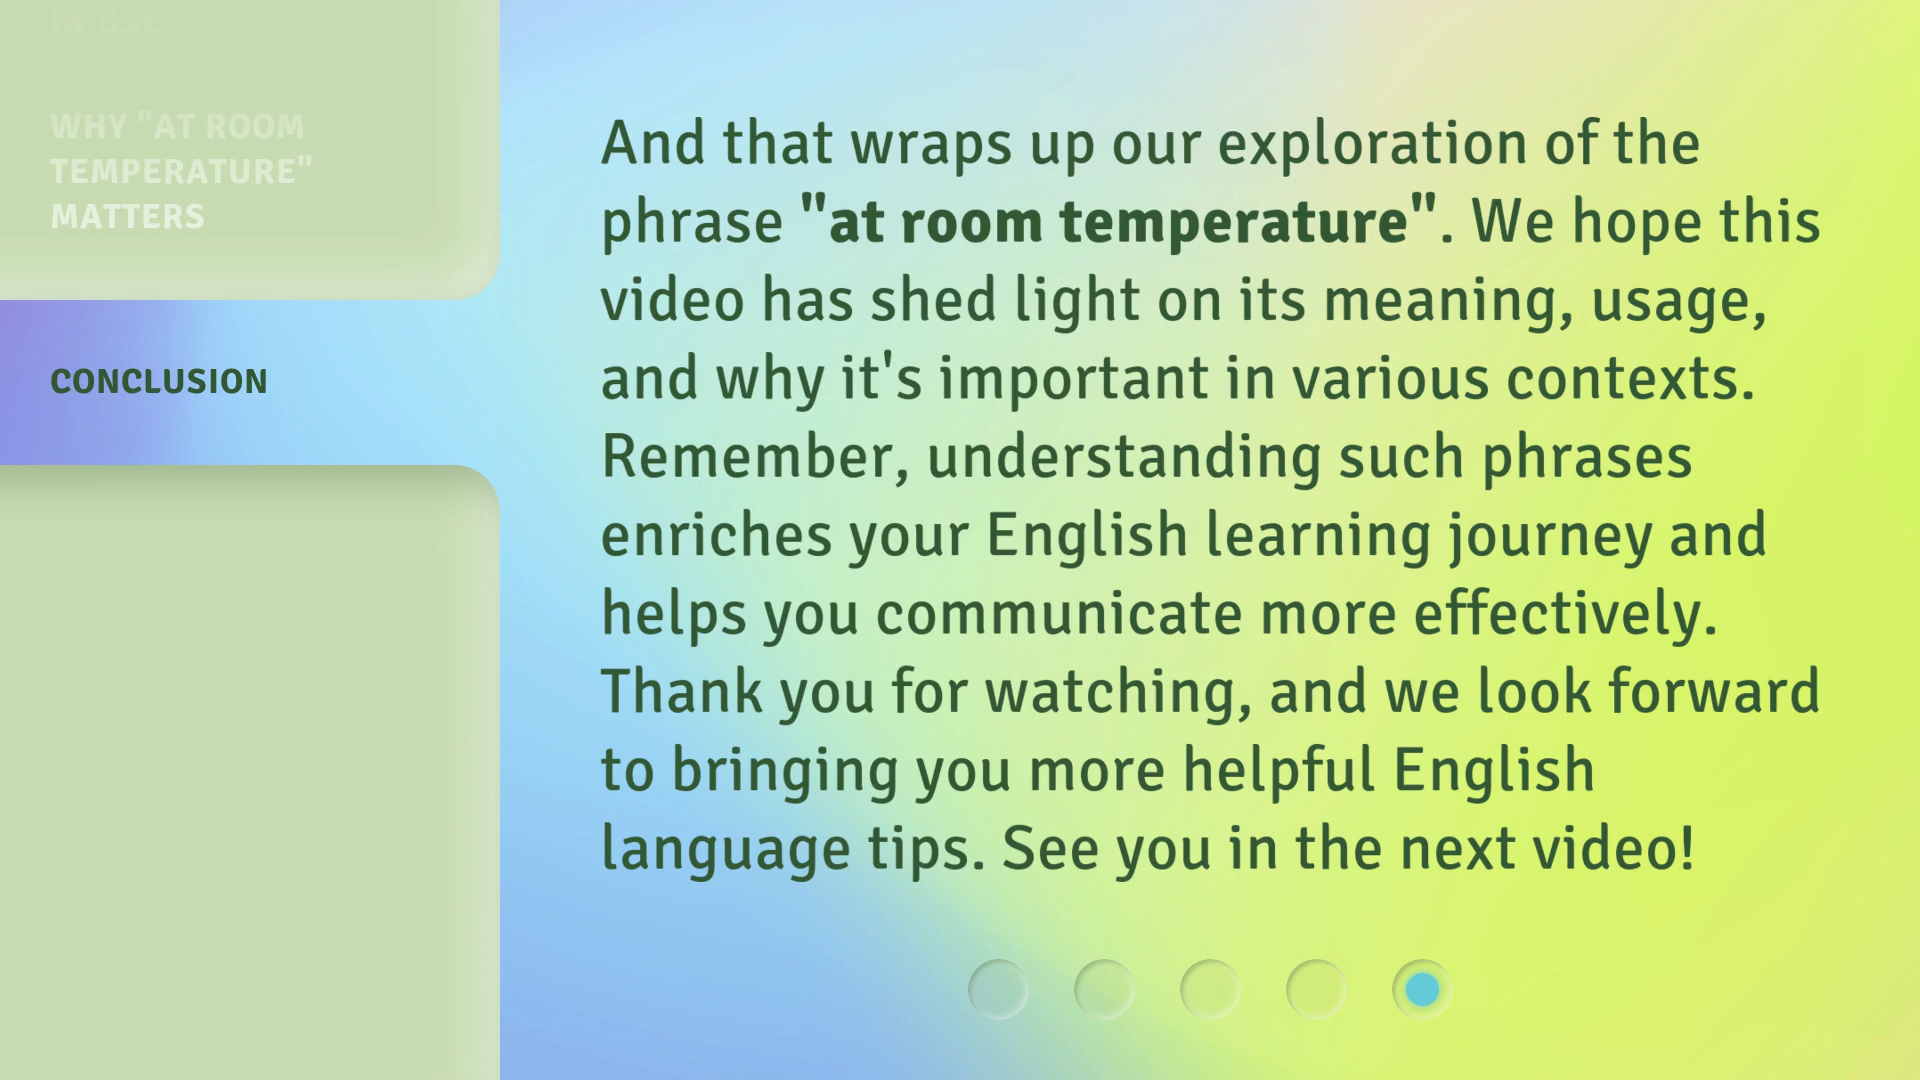 IN USE
WHY "AT ROOM
TEMPERATURE"
MATTERS
CONCLUSION
And that wraps up our exploration of the
phrase "at room temperature". We hope this
video has shed light on its meaning, usage,
and why it's important in various contexts.
Remember, understanding such phrases
enriches your English learning journey and
helps you communicate more effectively.
Thank you for watching, and we look forward
to bringing you more helpful English
language tips. See you in the next video!